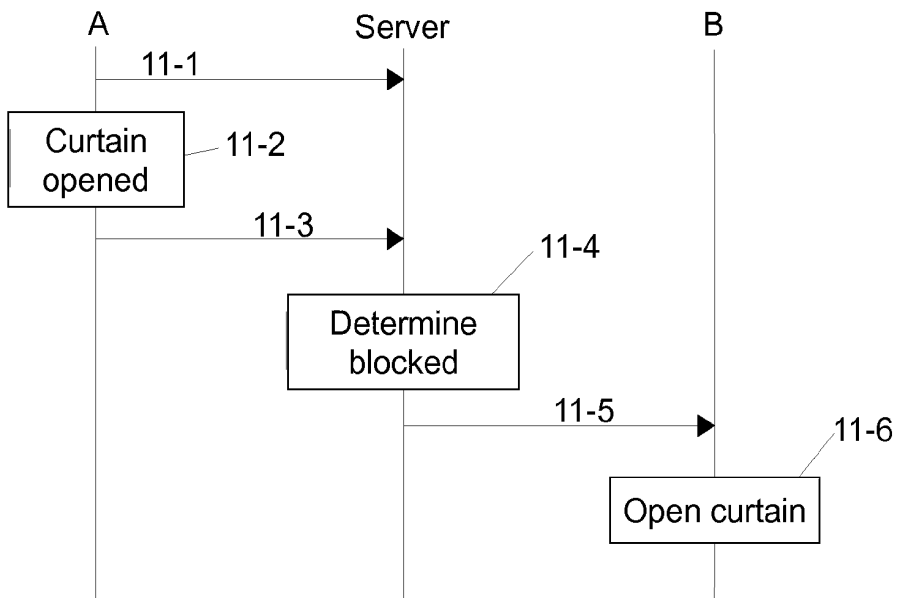 A
Server
B
11-1
Curtain
opened
11-2
11-3
11-4
Determine
blocked
11-5
11-6
Open curtain